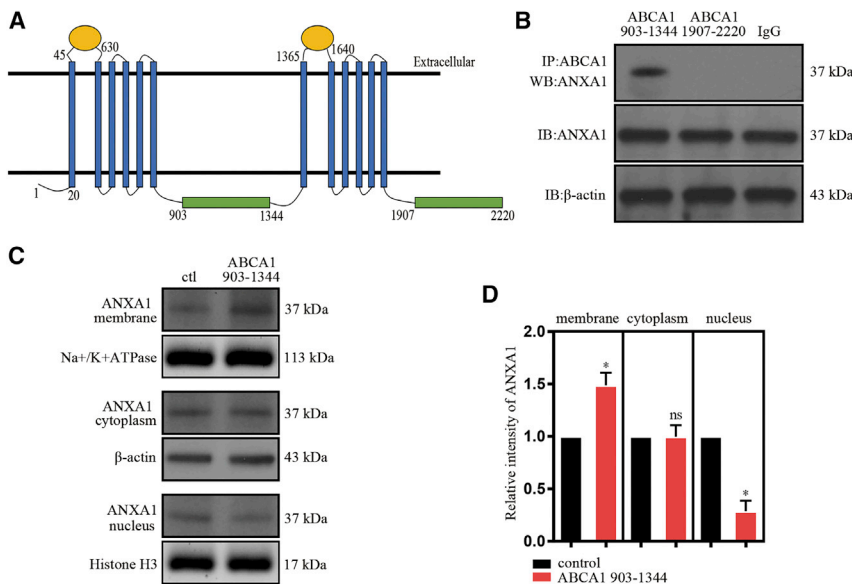 A
45
630
1365
1640
Extracellular
1
20
903
1344
1907
2220
B
ABCA1 ABCA1
903-1344 1907-2220 IgG
IP:ABCA1
WB:ANXA1
37 kDa
IB:ANXA1
37 kDa
IB:β-actin
43 kDa
C
ctl
ABCA1
903-1344
ANXA1
membrane
37 kDa
Na+/K+ATPase
113 kDa
ANXA1
cytoplasm
37 kDa
β-actin
43 kDa
ANXA1
nucleus
37 kDa
Histone H3
17 kDa
D
membrane cytoplasm nucleus
Relative intensity of ANXA1
2.0
1.5
1.0
0.5
0.0
*
ns
*
control
ABCA1 903-1344